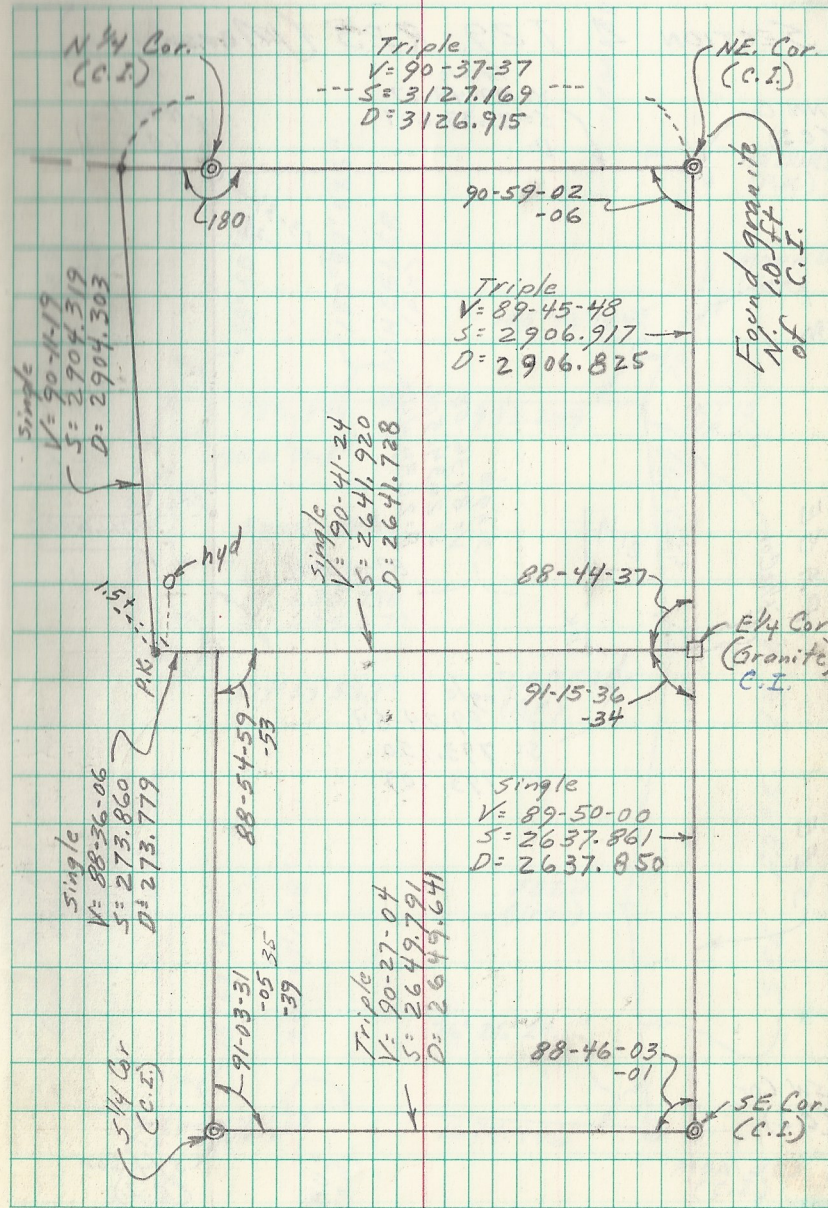 N 1/4 Cor.
(C.I.)
Triple
V= 90-37-37
--- S= 3127.169 ---
D= 3126.915
NE. Cor.
(C.I.)
180
90-59-02
-06
Found granite
N. 1.0 ft
of C.I.
Triple
V= 89-45-48
S= 2906.917
D= 2906.825
Single
V= 90-11-19
S= 2904.319
D= 2904.303
Single
V= 90-41-24
S= 2641.920
D= 2641.728
hyd
1.5±
P.K.
88-44-37
E 1/4 Cor.
(Granite)
C.I.
91-15-36
-34
88-54-59
-53
Single
V= 88-36-06
S= 273.860
D= 273.779
Single
V= 89-50-00
S= 2637.861
D= 2637.850
91-03-31
-05 35
-39
Triple
V= 90-27-04
S= 2649.791
D= 2649.641
88-46-03
-01
S 1/4 Cor
(C.I.)
SE. Cor.
(C.I.)